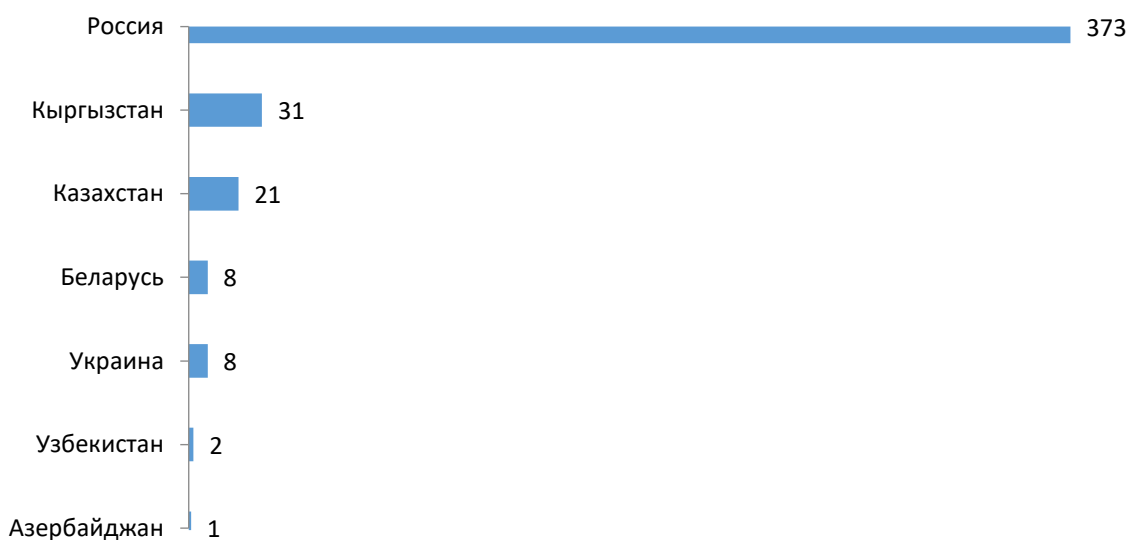 Россия 373
Кыргызстан 31
Казахстан 21
Беларусь 8
Украина 8
Узбекистан 2
Азербайджан 1